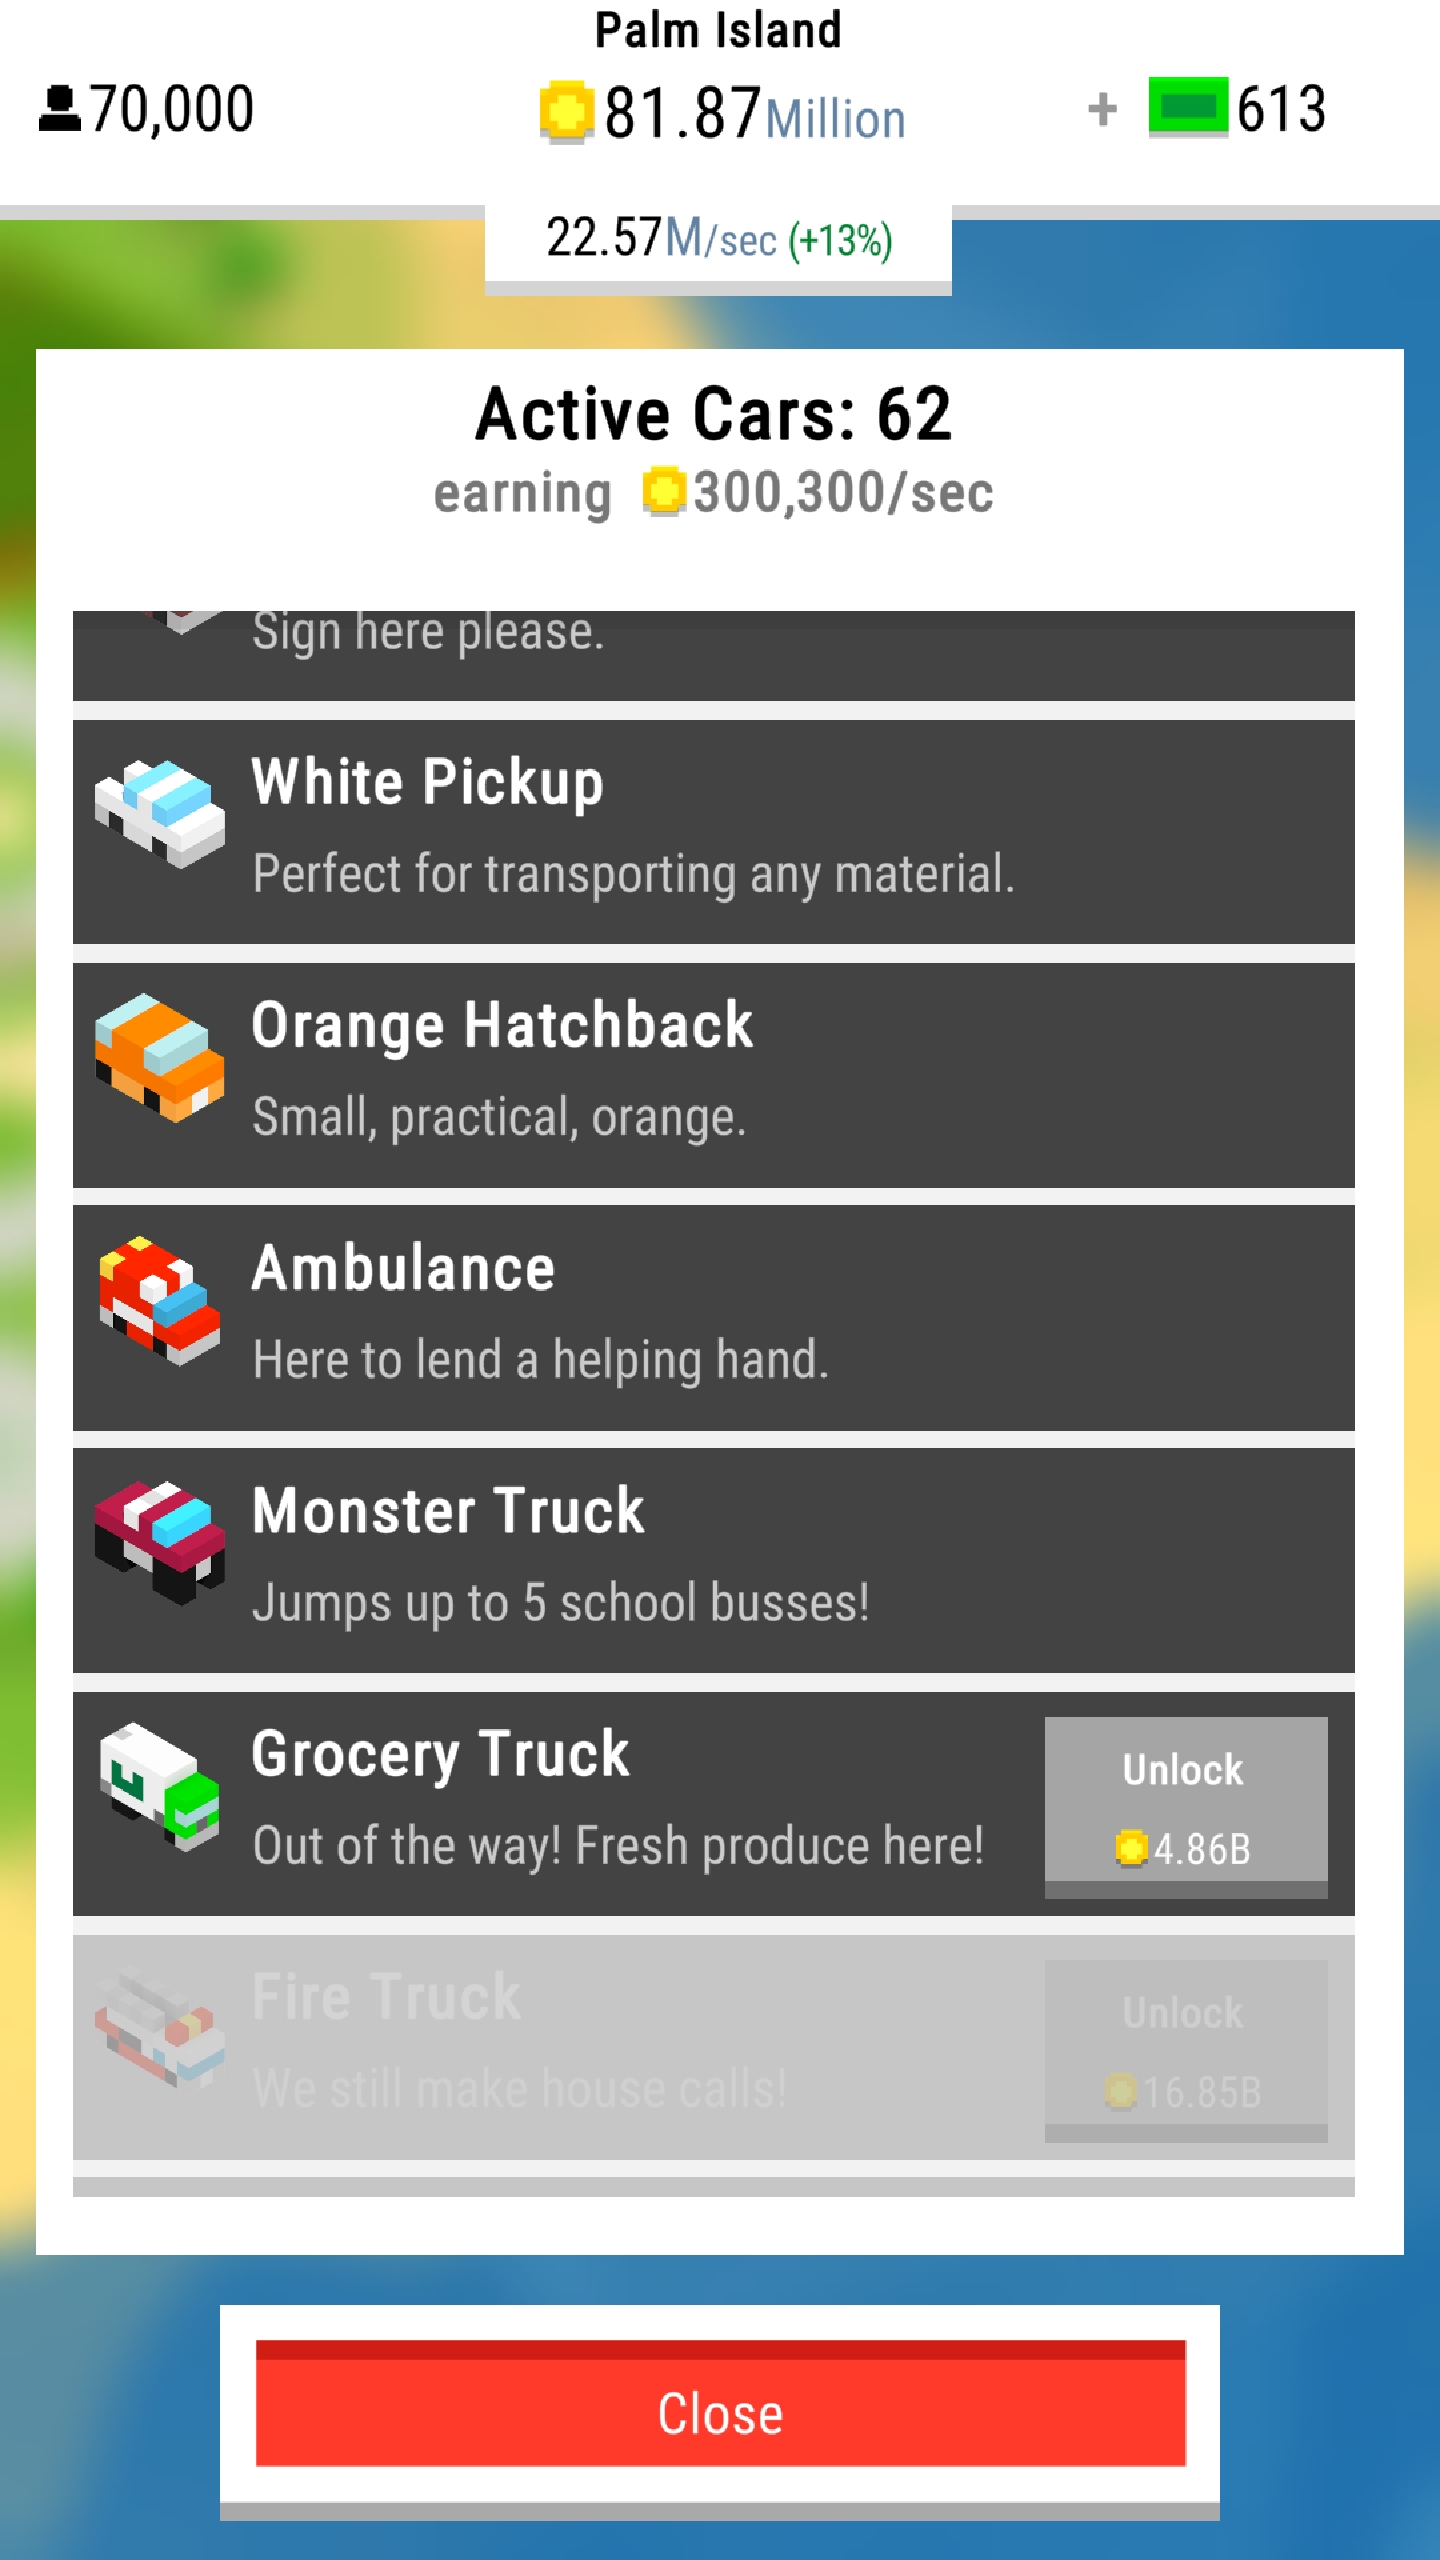 Palm Island
70,000
81.87Million
+ 613
22.57M/sec (+13%)
Active Cars: 62
earning 300,300/sec
Sign here please.
White Pickup
Perfect for transporting any material.
Orange Hatchback
Small, practical, orange.
Ambulance
Here to lend a helping hand.
Monster Truck
Jumps up to 5 school busses!
Grocery Truck
Out of the way! Fresh produce here!
Unlock
4.86B
Fire Truck
We still make house calls!
Unlock
16.85B
Close